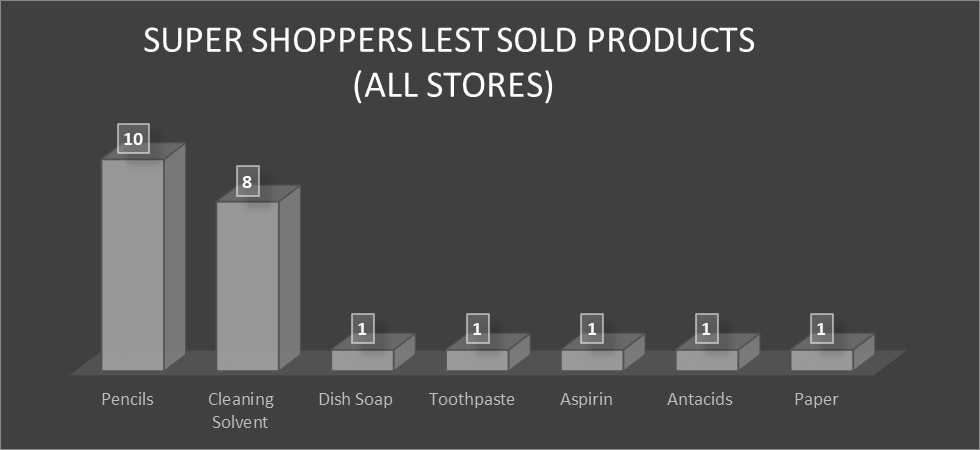 SUPER SHOPPERS LEST SOLD PRODUCTS
(ALL STORES)
10
8
1
1
1
1
1
Pencils
Cleaning
Solvent
Dish Soap
Toothpaste
Aspirin
Antacids
Paper